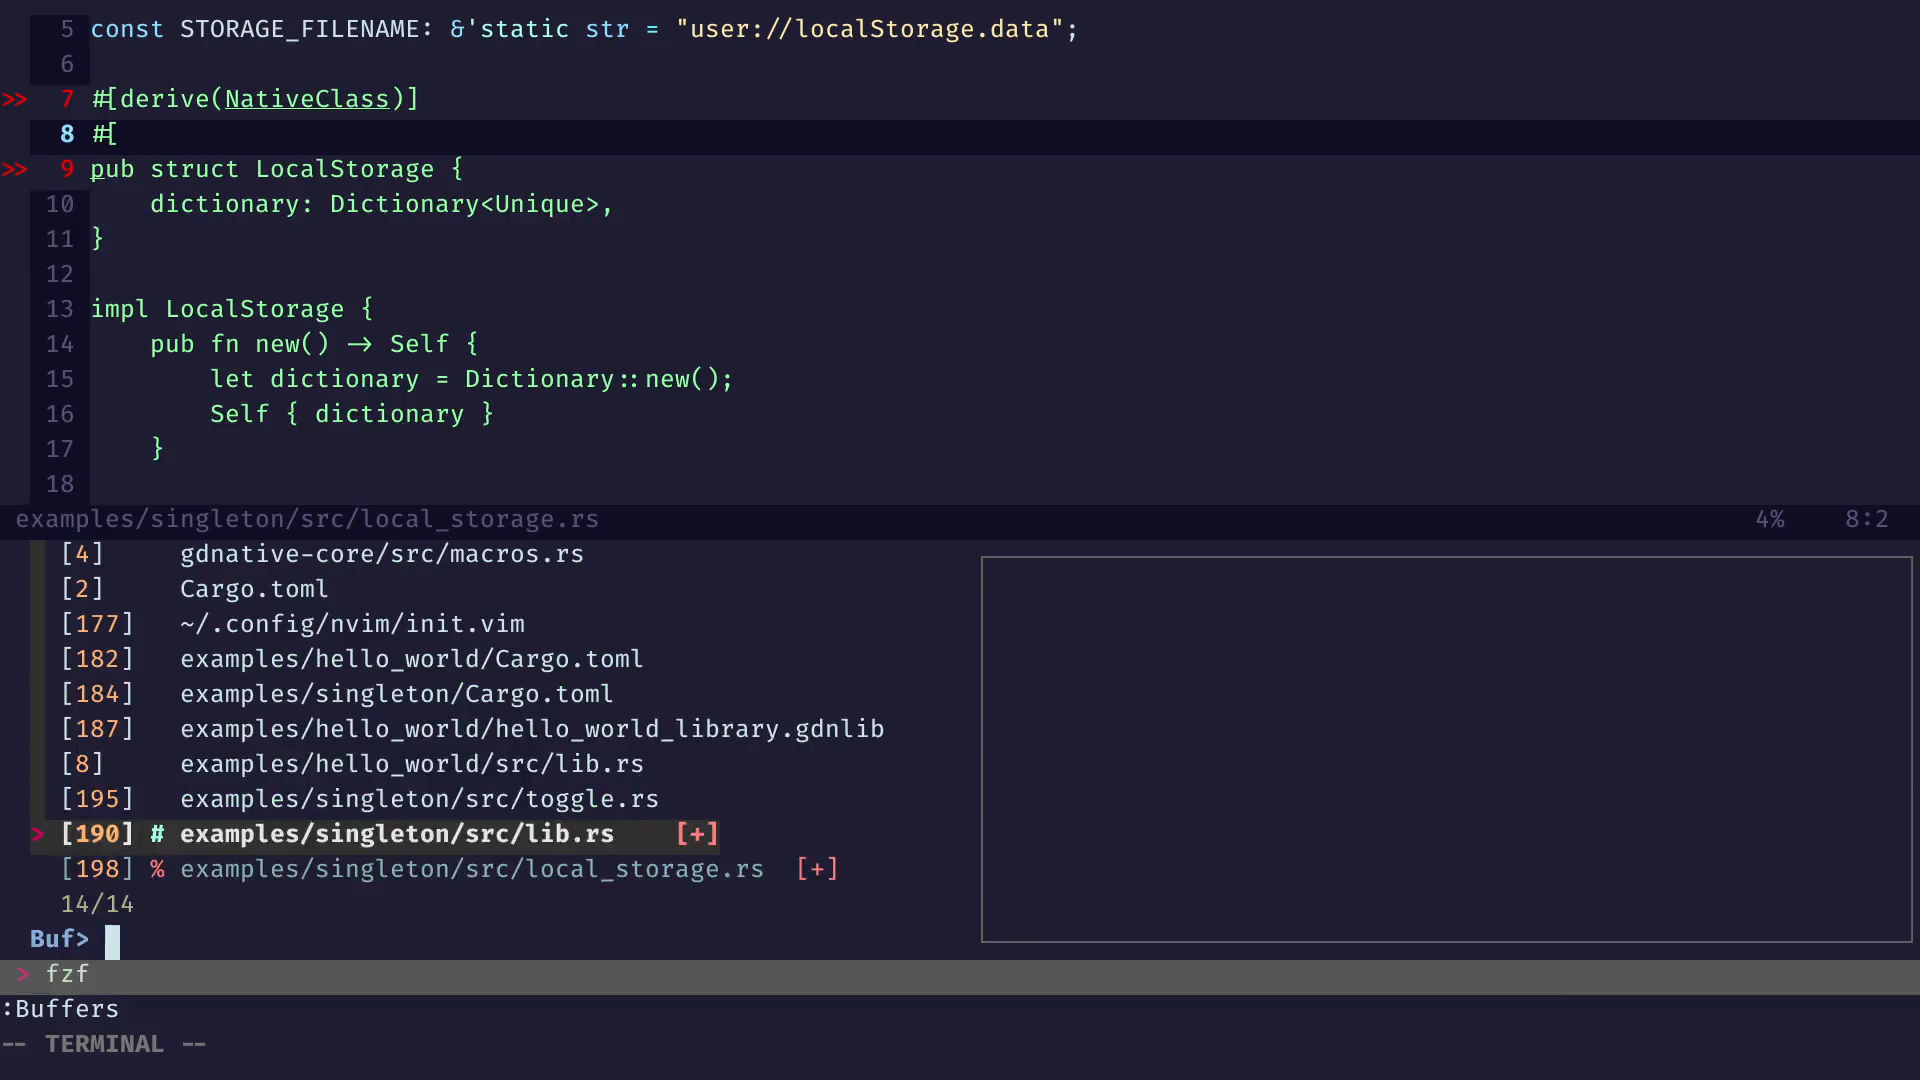 5 const STORAGE_FILENAME: &'static str = "user://localStorage.data";
6
>> 7 #[derive(NativeClass)]
8 #[
>> 9 pub struct LocalStorage {
10     dictionary: Dictionary<Unique>,
11 }
12
13 impl LocalStorage {
14     pub fn new() -> Self {
15         let dictionary = Dictionary::new();
16         Self { dictionary }
17     }
18
examples/singleton/src/local_storage.rs 4% 8:2
[4] gdnative-core/src/macros.rs
[2] Cargo.toml
[177] ~/.config/nvim/init.vim
[182] examples/hello_world/Cargo.toml
[184] examples/singleton/Cargo.toml
[187] examples/hello_world/hello_world_library.gdnlib
[8] examples/hello_world/src/lib.rs
[195] examples/singleton/src/toggle.rs
> [190] # examples/singleton/src/lib.rs [+]
[198] % examples/singleton/src/local_storage.rs [+]
14/14
Buf>
> fzf
:Buffers
-- TERMINAL --